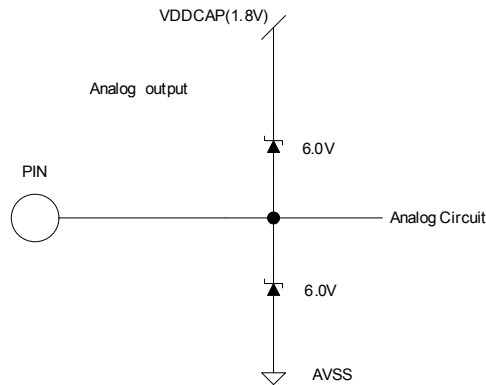 VDDCAP(1.8V)
Analog output
6.0V
PIN
Analog Circuit
6.0V
AVSS